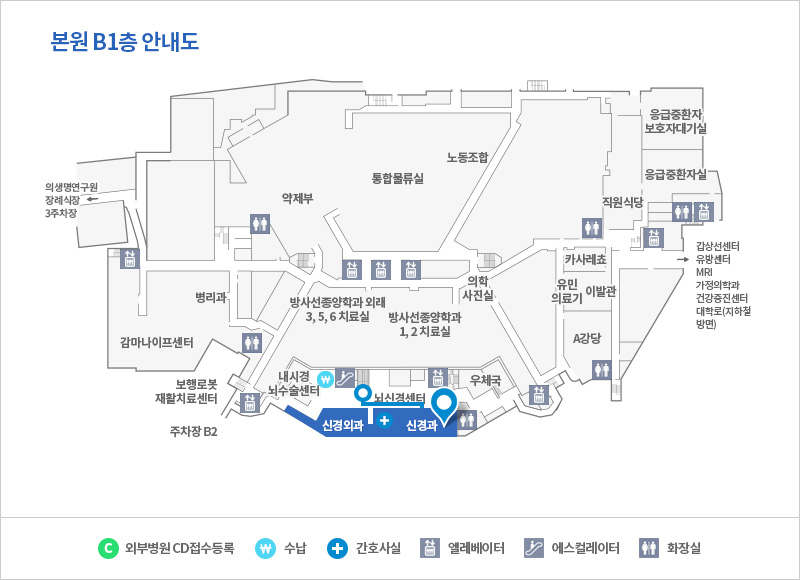 본원 B1층 안내도
응급중환자
보호자대기실
노동조합
통합물류실
응급중환자실
의생명연구원
장례식장
3주차장
약제부
직원식당
갑상선센터
유방센터
MRI
가정의학과
건강증진센터
대학로(지하철
방면)
카사레쵸
의학
사진실
유민
의료기
이발관
병리과
방사선종양학과 외래
3, 5, 6 치료실
방사선종양학과
1, 2 치료실
감마나이프센터
A강당
보행로봇
재활치료센터
내시경
뇌수술센터
₩
우체국
뇌신경센터
주차장 B2
신경외과
신경과
C 외부병원 CD접수등록
₩ 수납
간호사실
엘레베이터
에스컬레이터
화장실